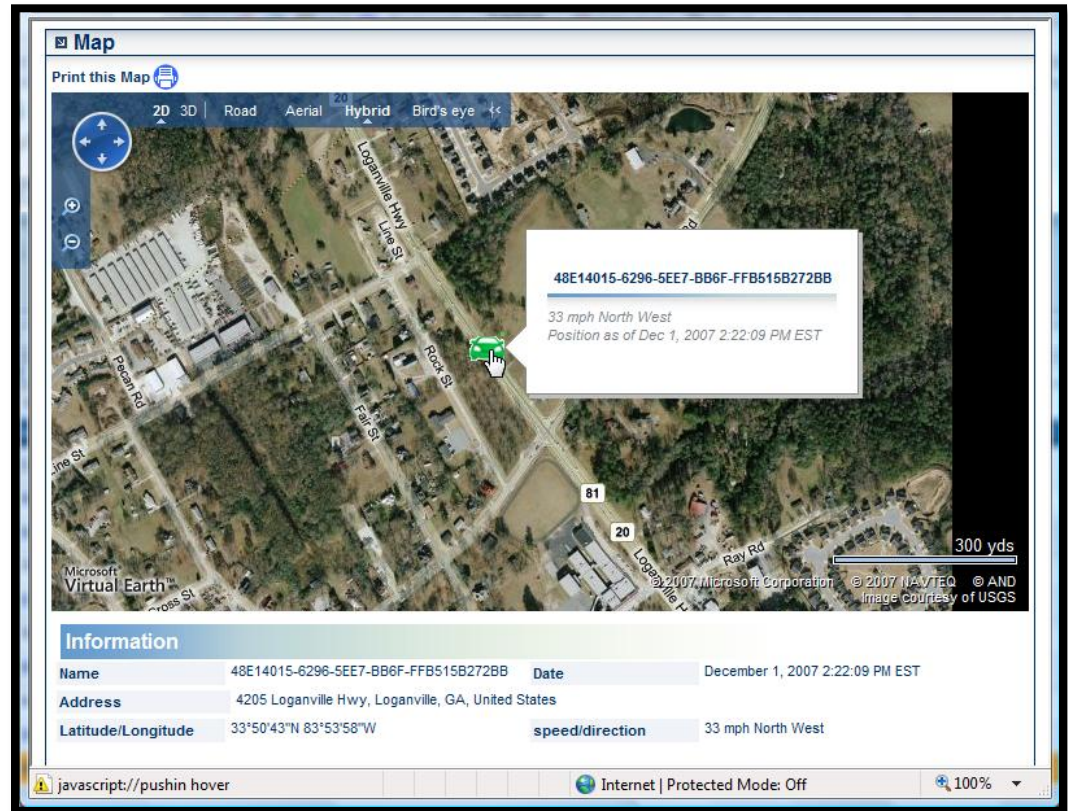 Map
Print this Map
2D 3D | Road Aerial Hybrid Bird's eye <<
20
Loganville Hwy
Line St
Rd
48E14015-6296-5EE7-BB6F-FFB515B272BB
33 mph North West
Position as of Dec 1, 2007 2:22:09 PM EST
Rock St
Pecan Rd
Fair St
Line St
81
20
Loganville H
Ray Rd
300 yds
Microsoft
Virtual Earth™
© 2007 Microsoft Corporation © 2007 NAVTEQ © AND
Image courtesy of USGS
Cross St
Information
Name 48E14015-6296-5EE7-BB6F-FFB515B272BB Date December 1, 2007 2:22:09 PM EST
Address 4205 Loganville Hwy, Loganville, GA, United States
Latitude/Longitude 33°50'43"N 83°53'58"W speed/direction 33 mph North West
javascript://pushin hover Internet | Protected Mode: Off 100%